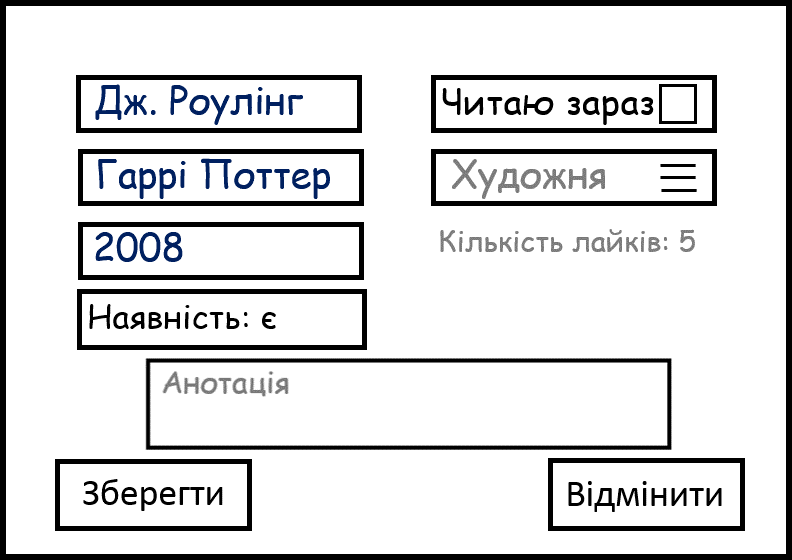 Дж. Роулінг
Читаю зараз
Гаррі Поттер
Художня
2008
Кількість лайків: 5
Наявність: є
Анотація
Зберегти
Відмінити